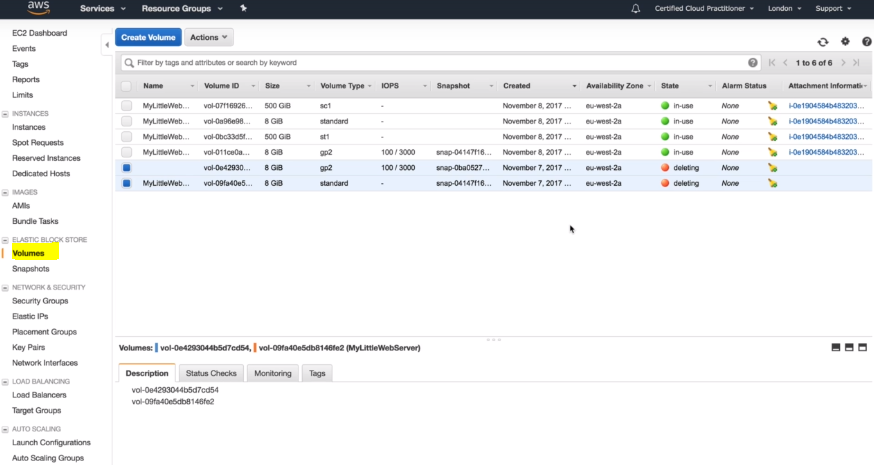 aws Services Resource Groups Certified Cloud Practitioner London Support
EC2 Dashboard
Events
Tags
Reports
Limits
INSTANCES
Instances
Spot Requests
Reserved Instances
Dedicated Hosts
IMAGES
AMIs
Bundle Tasks
ELASTIC BLOCK STORE
Volumes
Snapshots
NETWORK & SECURITY
Security Groups
Elastic IPs
Placement Groups
Key Pairs
Network Interfaces
LOAD BALANCING
Load Balancers
Target Groups
AUTO SCALING
Launch Configurations
Auto Scaling Groups
Create Volume Actions
Filter by tags and attributes or search by keyword 1 to 6 of 6
Name Volume ID Size Volume Type IOPS Snapshot Created Availability Zone State Alarm Status Attachment Informati
MyLittleWeb... vol-07f16926... 500 GiB sc1 - November 8, 2017 ... eu-west-2a in-use None i-0e1904584b483203...
MyLittleWeb... vol-0a96e98... 8 GiB standard - November 8, 2017 ... eu-west-2a in-use None i-0e1904584b483203...
MyLittleWeb... vol-0bc33d5f... 500 GiB st1 - November 8, 2017 ... eu-west-2a in-use None i-0e1904584b483203...
MyLittleWeb... vol-011ce0a... 8 GiB gp2 100 / 3000 snap-04147f16... November 8, 2017 ... eu-west-2a in-use None i-0e1904584b483203...
vol-0e42930... 8 GiB gp2 100 / 3000 snap-0ba0527... November 7, 2017 ... eu-west-2a deleting None
MyLittleWeb... vol-09fa40e5... 8 GiB standard - snap-04147f16... November 7, 2017 ... eu-west-2a deleting None
Volumes: vol-0e4293044b5d7cd54, vol-09fa40e5db8146fe2 (MyLittleWebServer)
Description Status Checks Monitoring Tags
vol-0e4293044b5d7cd54
vol-09fa40e5db8146fe2